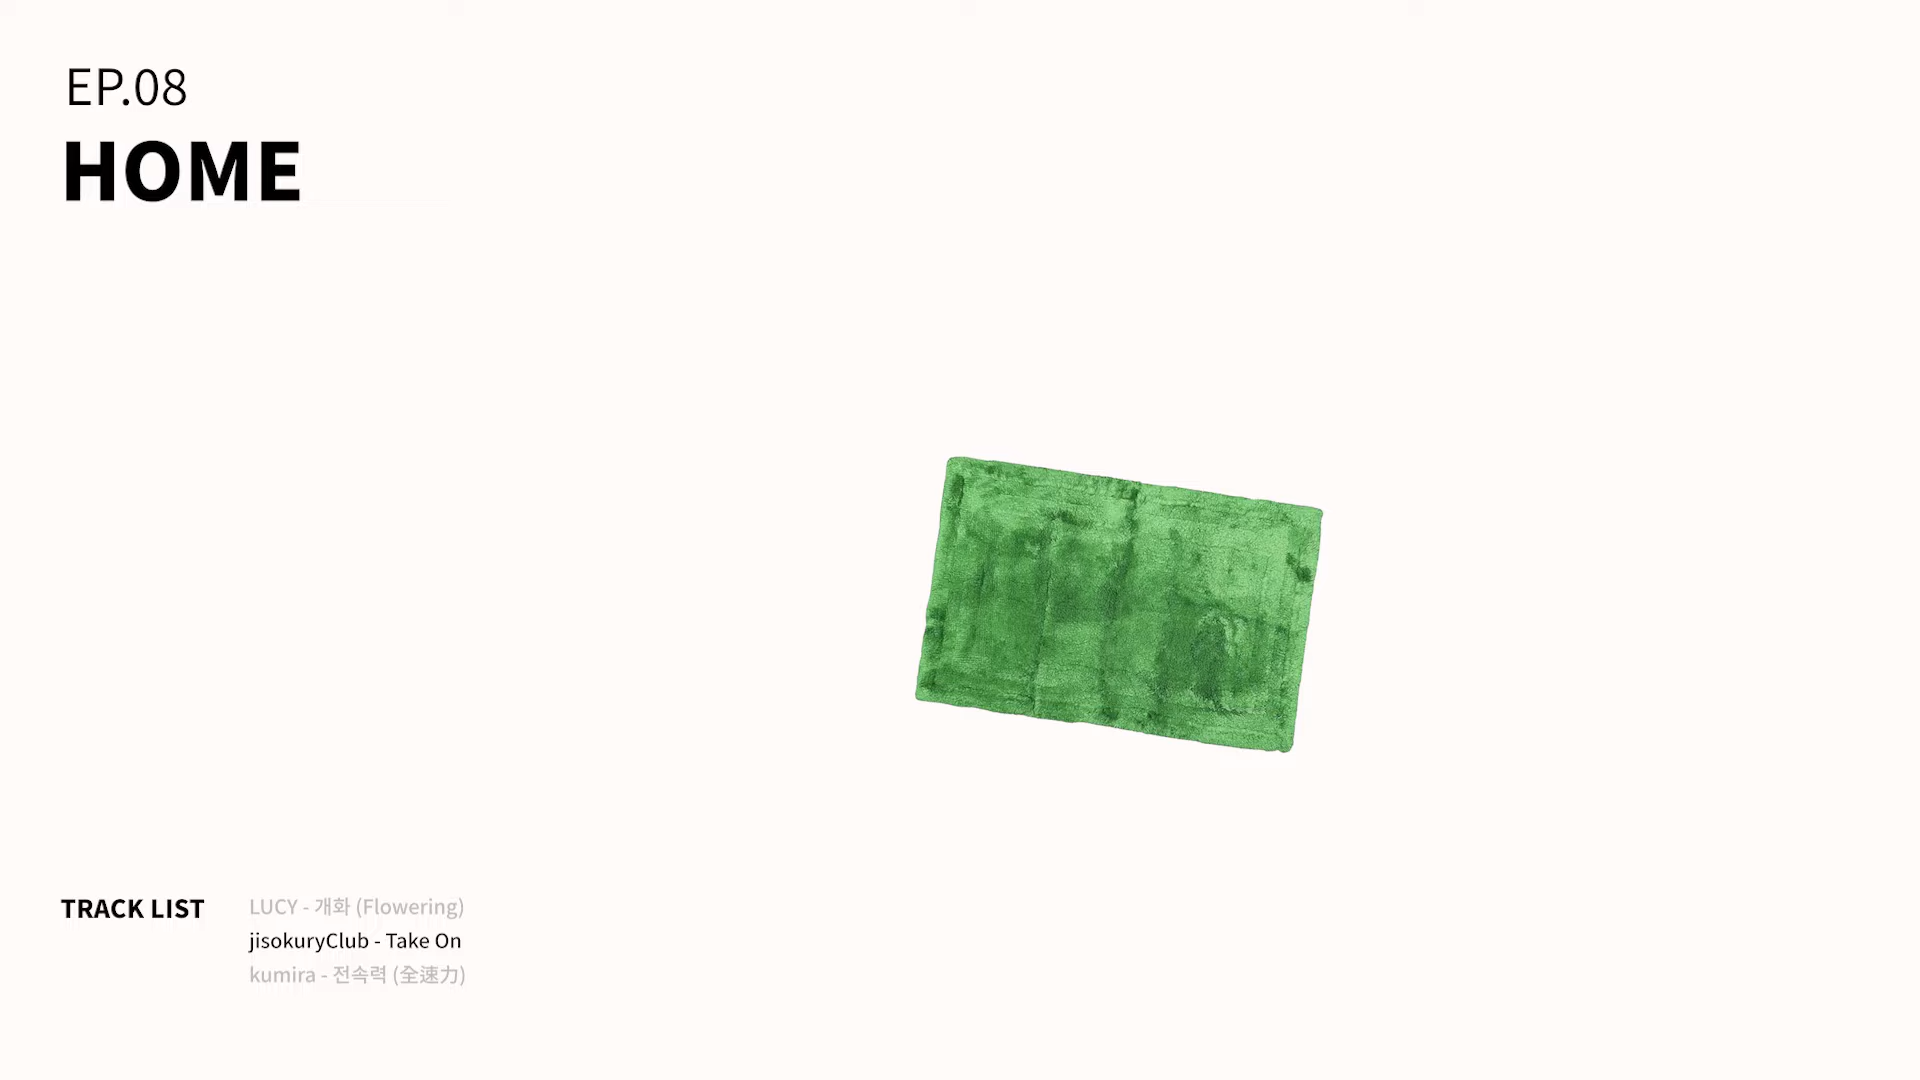 EP.08
HOME
TRACK LIST
LUCY - 개화 (Flowering)
jisokuryClub - Take On
kumira - 전속력 (全速力)